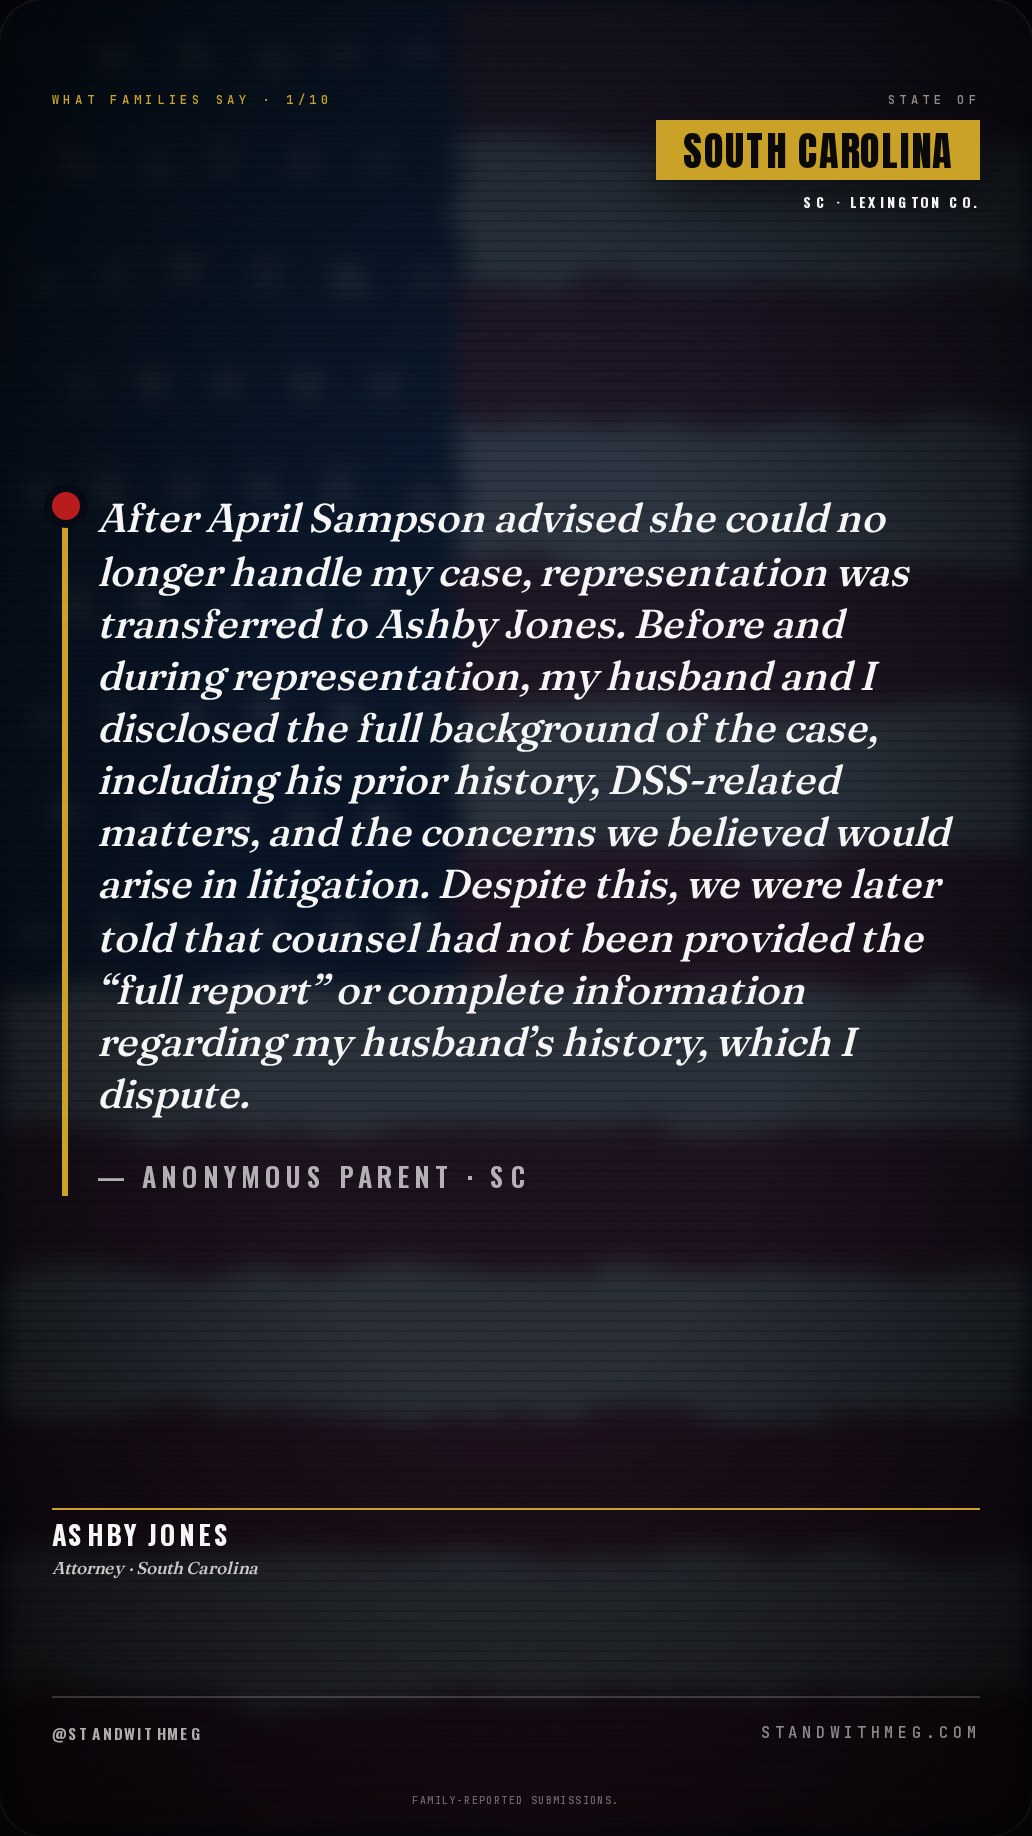 WHAT FAMILIES SAY · 1/10
STATE OF
SOUTH CAROLINA
SC · LEXINGTON CO.
After April Sampson advised she could no
longer handle my case, representation was
transferred to Ashby Jones. Before and
during representation, my husband and I
disclosed the full background of the case,
including his prior history, DSS-related
matters, and the concerns we believed would
arise in litigation. Despite this, we were later
told that counsel had not been provided the
“full report” or complete information
regarding my husband’s history, which I
dispute.
— ANONYMOUS PARENT · SC
ASHBY JONES
Attorney · South Carolina
@STANDWITHMEG
STANDWITHMEG.COM
FAMILY-REPORTED SUBMISSIONS.